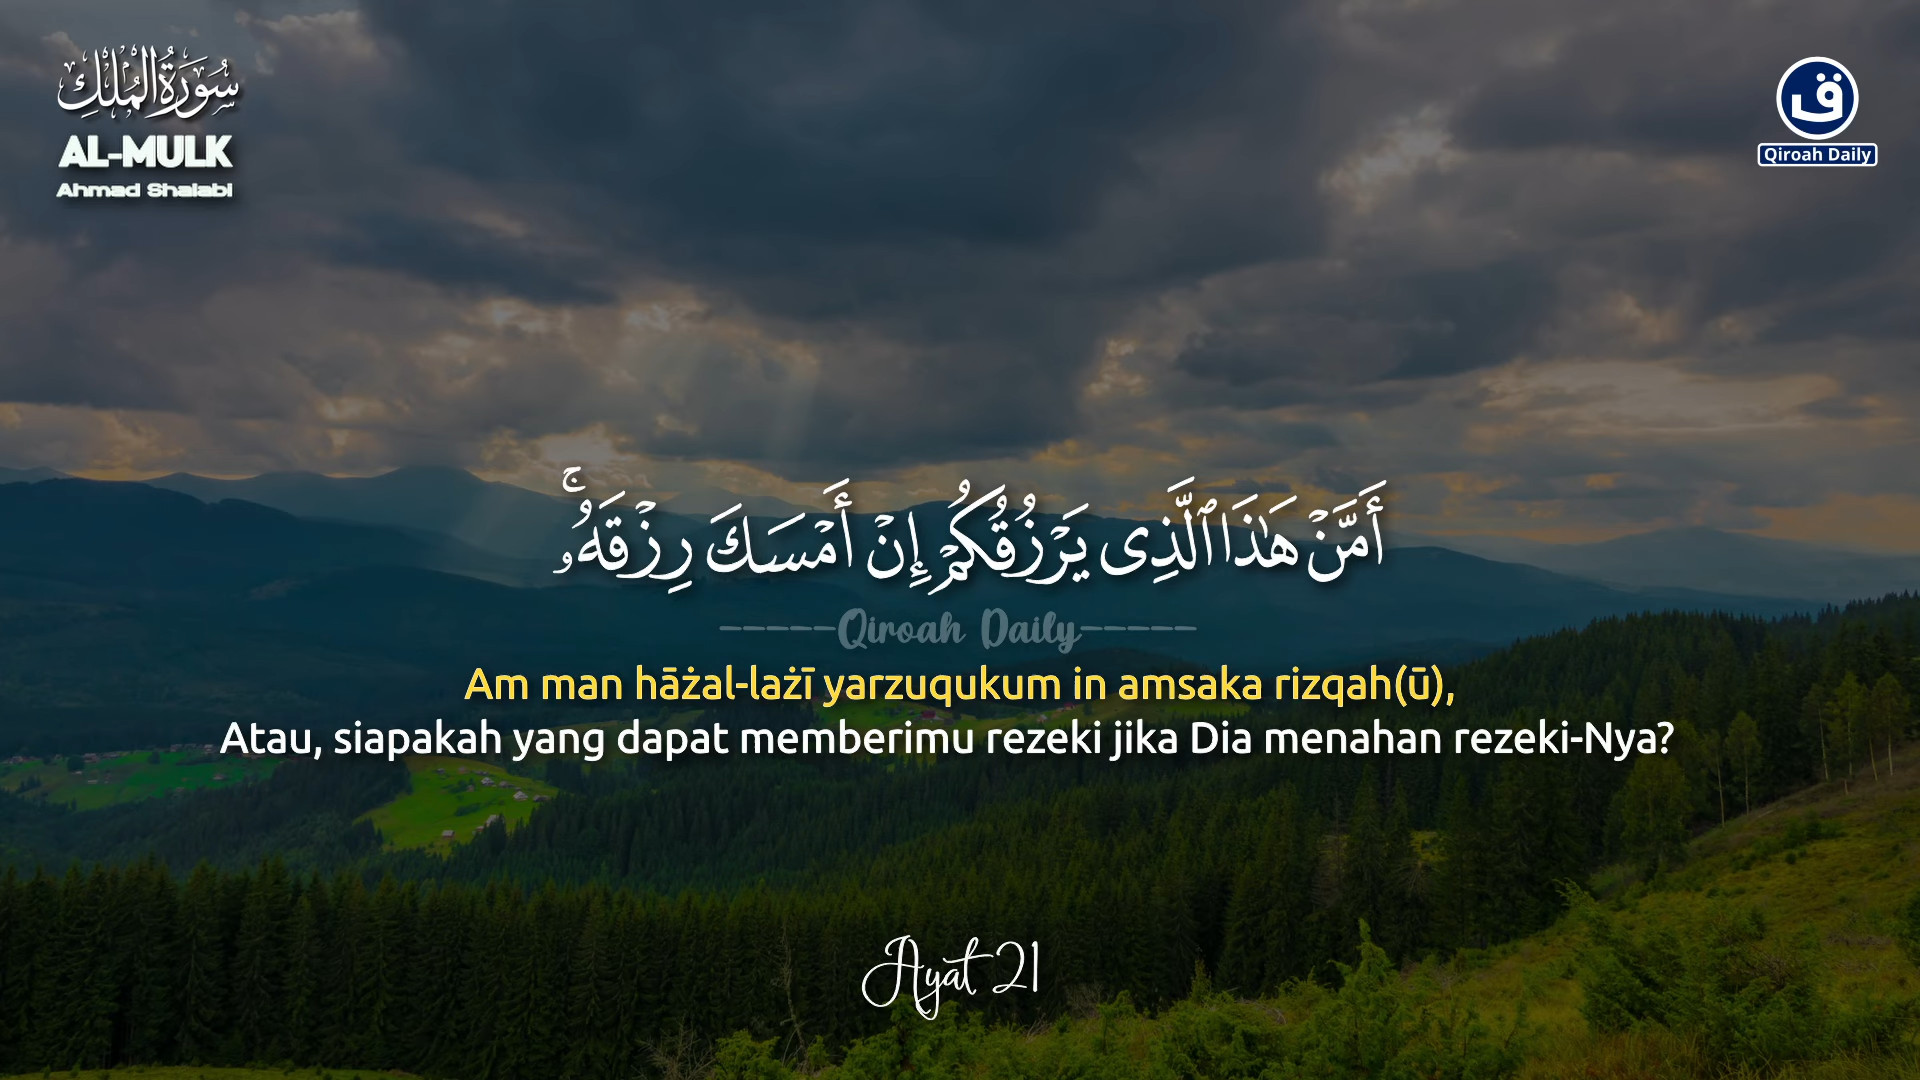 سُورَةُ الْمُلْكِ
AL-MULK
Ahmad Shalabi
ق
Qiroah Daily
أَمَّنْ هَٰذَا ٱلَّذِى يَرْزُقُكُمْ إِنْ أَمْسَكَ رِزْقَهُۥ ۚ
-----Qiroah Daily-----
Am man hāżal-lażī yarzuqukum in amsaka rizqah(ū),
Atau, siapakah yang dapat memberimu rezeki jika Dia menahan rezeki-Nya?
Ayat 21